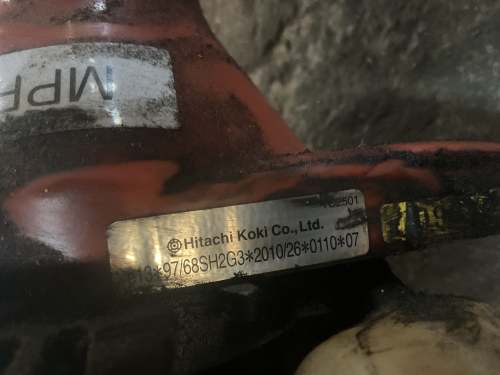 MPF
Hitachi Koki Co., Ltd.
*97/68SH2G3*2010/26*0110*07